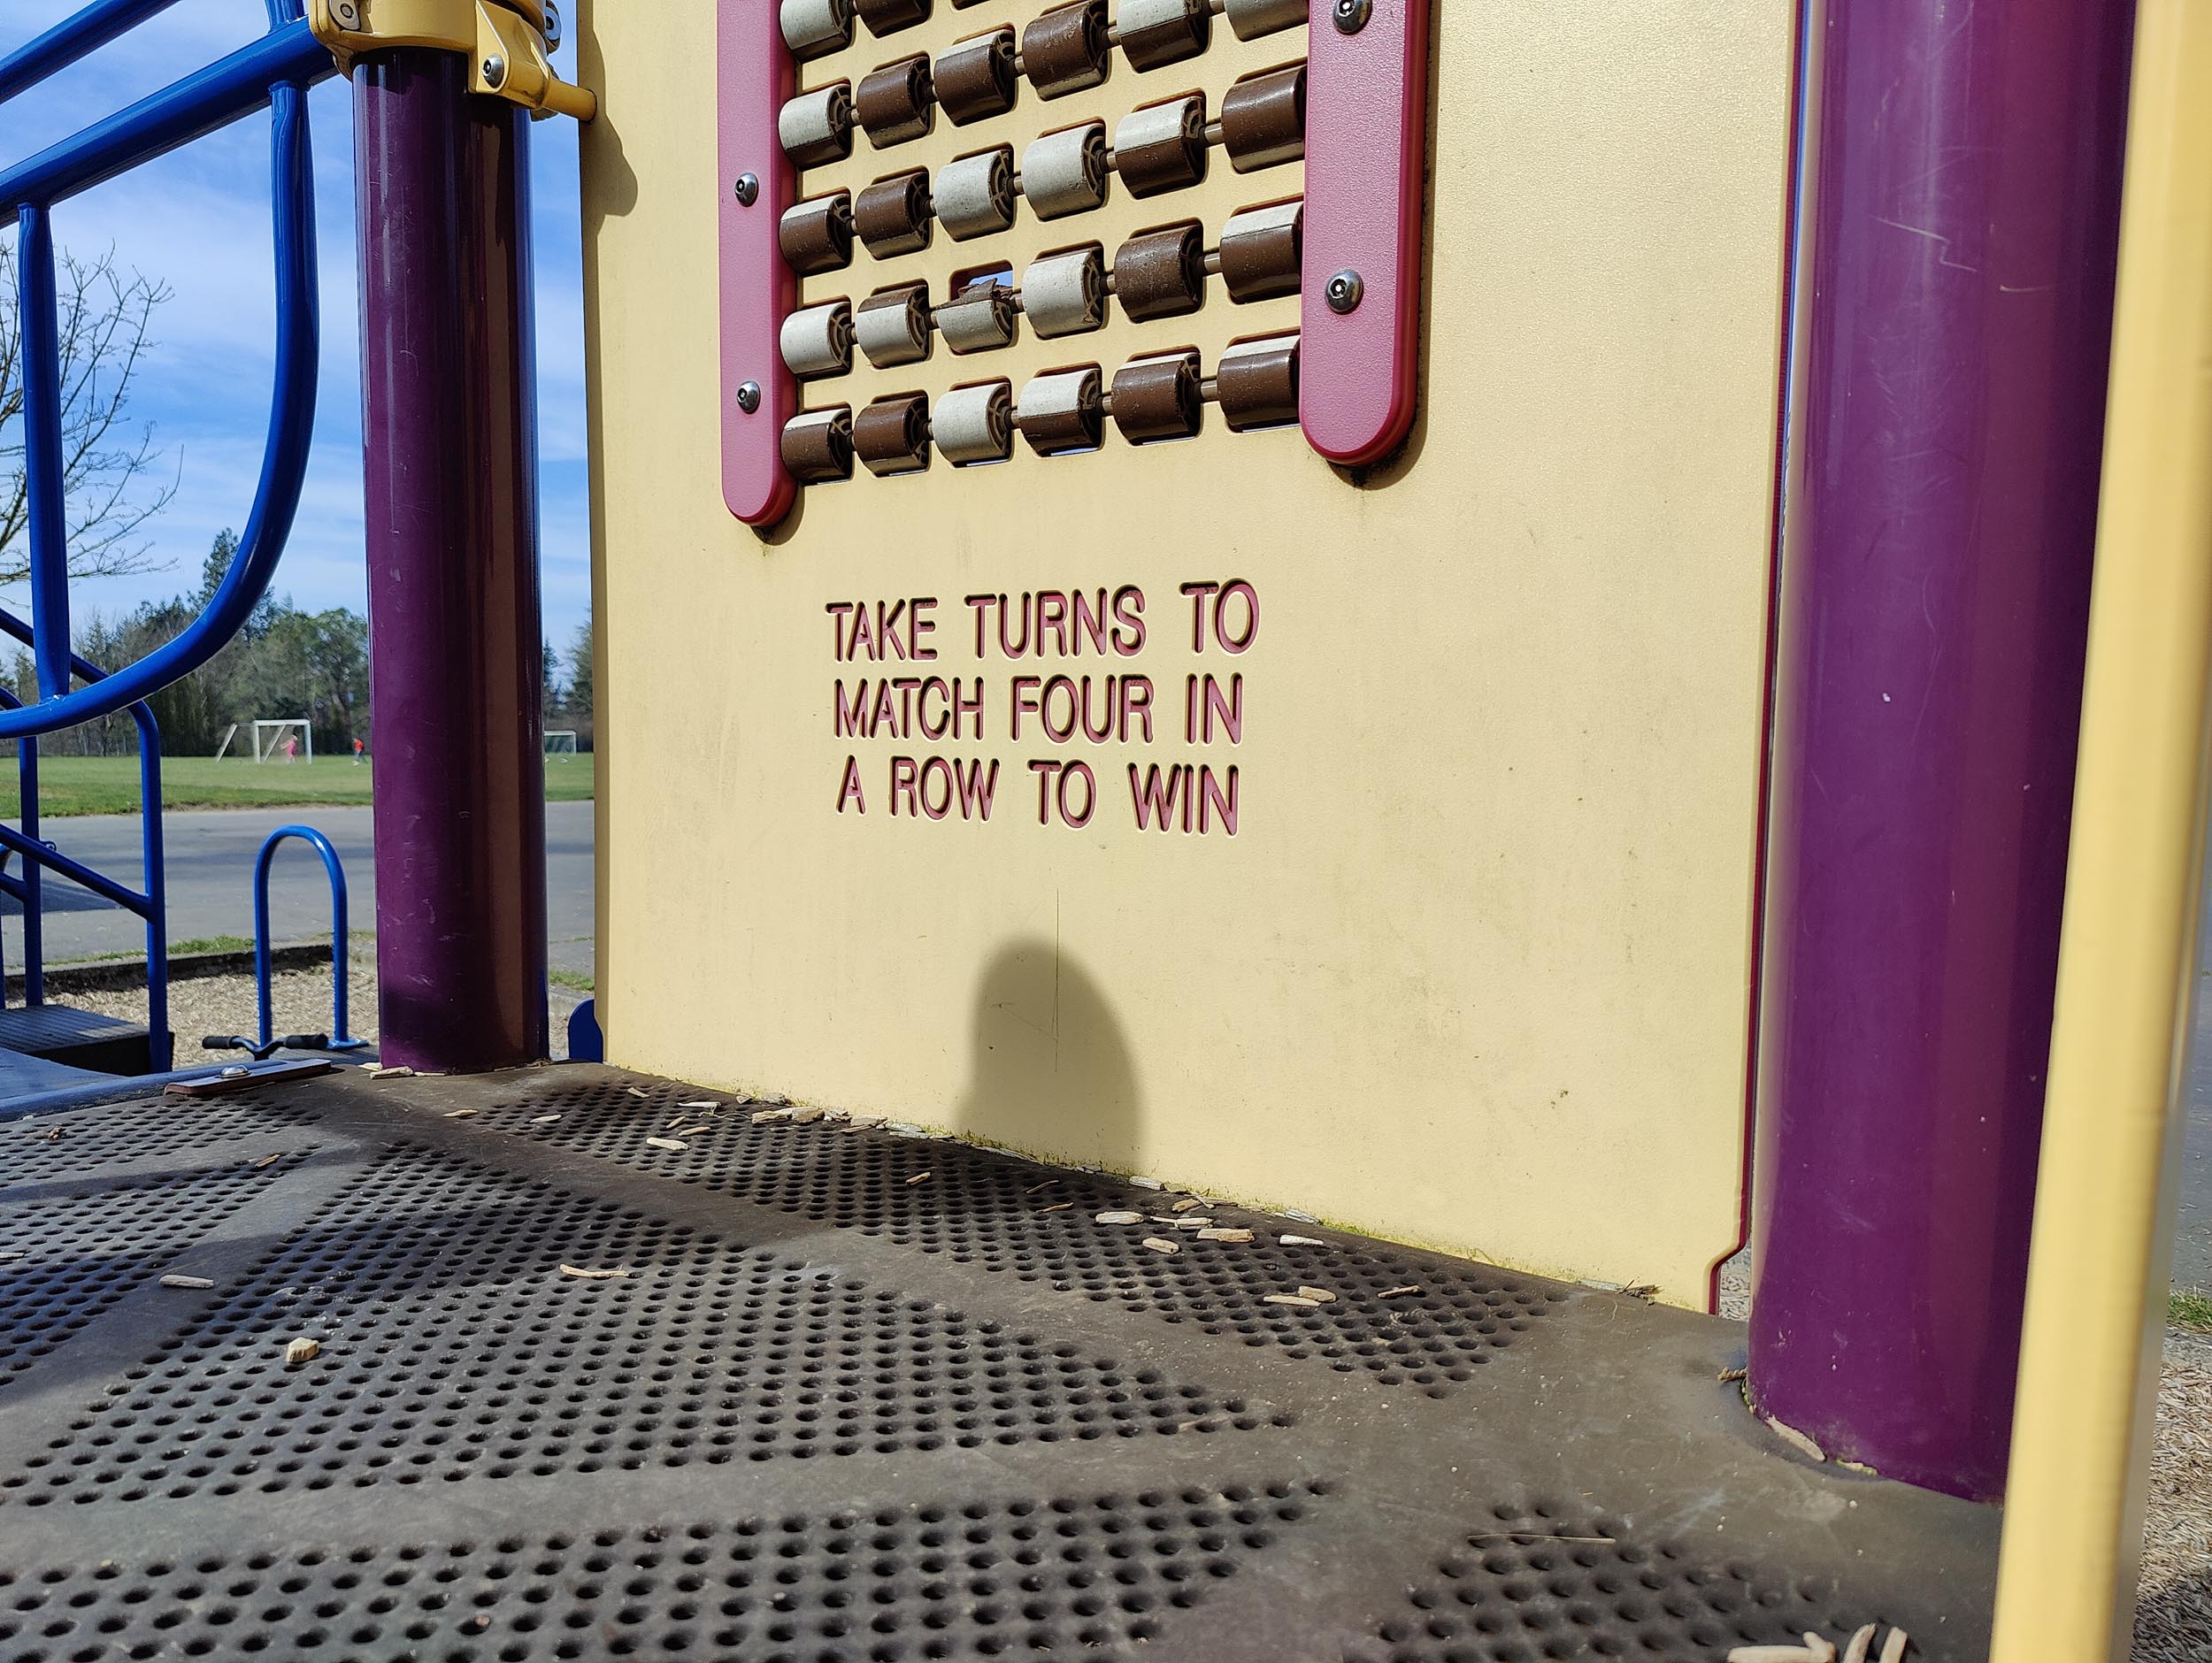 TAKE TURNS TO
MATCH FOUR IN
A ROW TO WIN